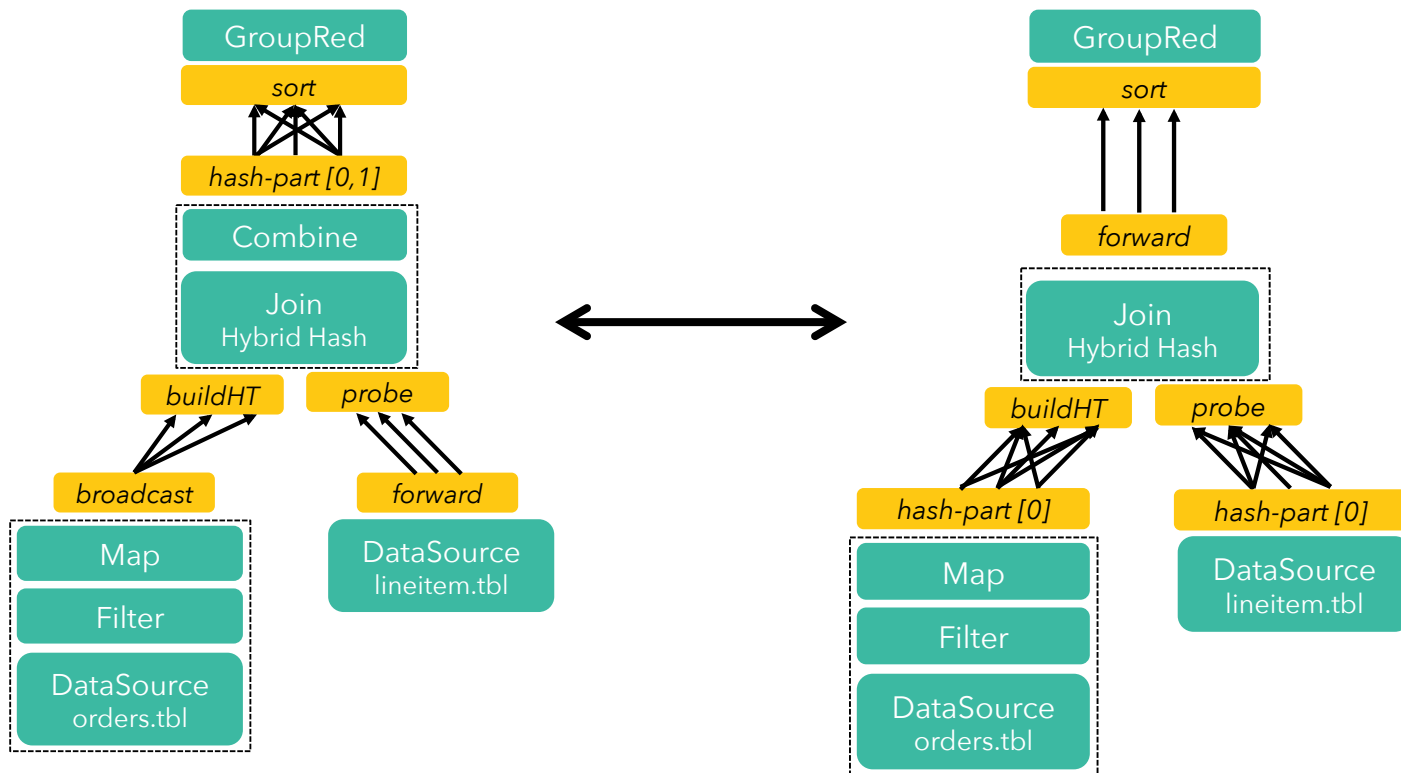 GroupRed
sort
hash-part [0,1]
Combine
Join
Hybrid Hash
buildHT
probe
broadcast
forward
Map
Filter
DataSource
orders.tbl
DataSource
lineitem.tbl
GroupRed
sort
forward
Join
Hybrid Hash
buildHT
probe
hash-part [0]
hash-part [0]
Map
Filter
DataSource
orders.tbl
DataSource
lineitem.tbl